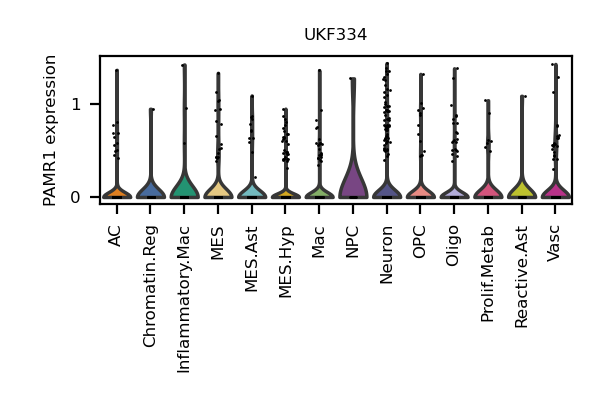 UKF334
PAMR1 expression
1
0
AC
Chromatin.Reg
Inflammatory.Mac
MES
MES.Ast
MES.Hyp
Mac
NPC
Neuron
OPC
Oligo
Prolif.Metab
Reactive.Ast
Vasc